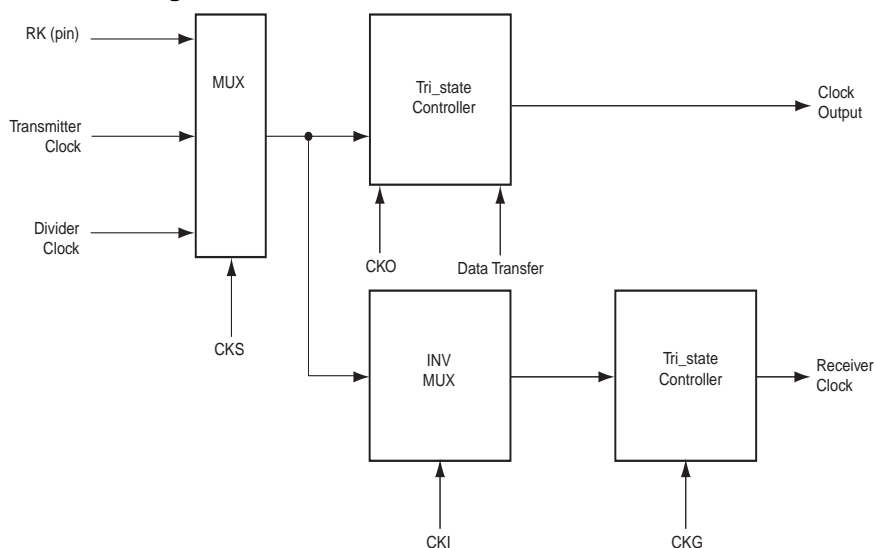 RK (pin)
MUX
Tri_state
Controller
Clock
Output
Transmitter
Clock
Divider
Clock
CKO
Data Transfer
CKS
INV
MUX
Tri_state
Controller
Receiver
Clock
CKI
CKG